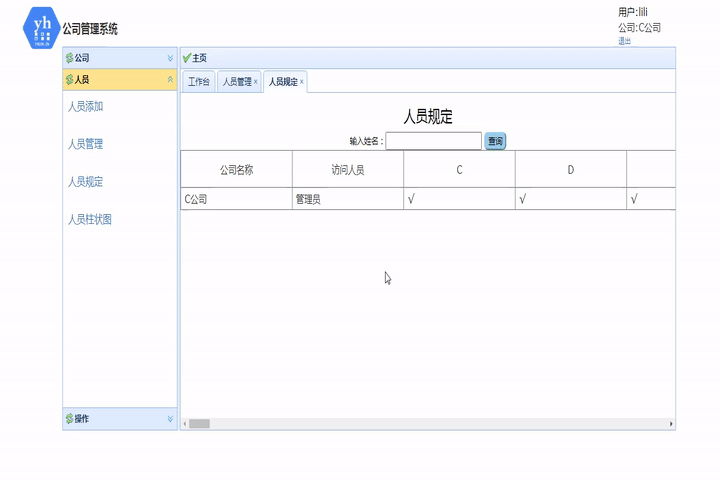 yh
公司管理系统
用户:lili
公司:C公司
退出
公司
人员
人员添加
人员管理
人员规定
人员柱状图
操作
主页
工作台
人员管理 ×
人员规定 ×
人员规定
输入姓名：
查询
公司名称 访问人员 C D
C公司 管理员 √ √ √